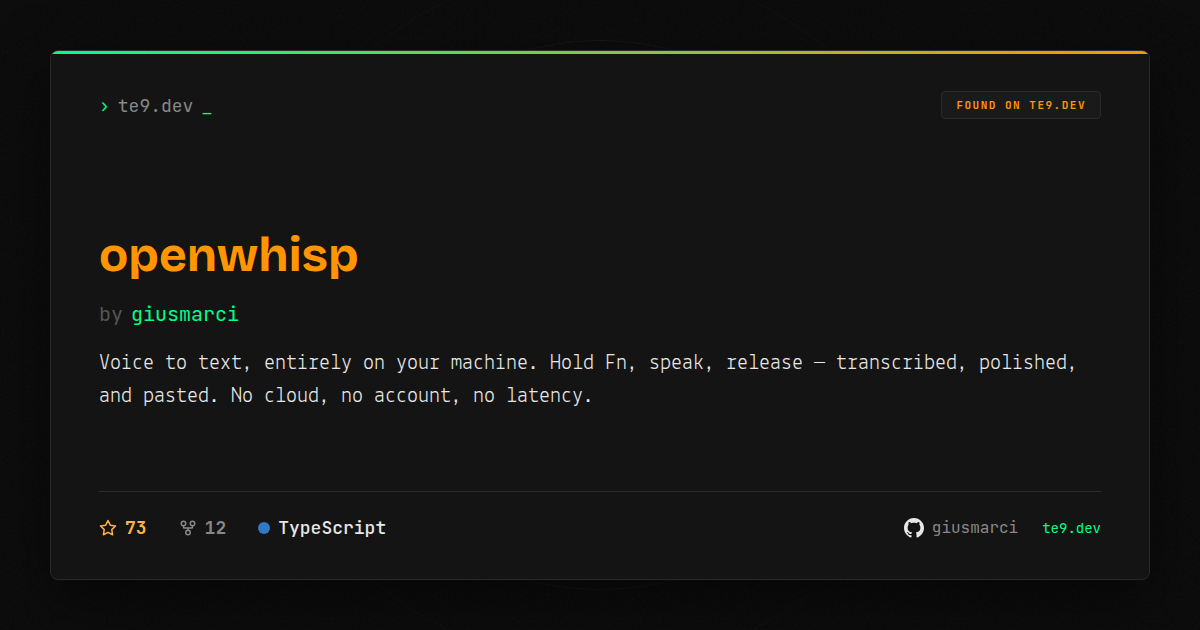 › te9.dev _
FOUND ON TE9.DEV
openwhisp
by giusmarci
Voice to text, entirely on your machine. Hold Fn, speak, release — transcribed, polished,
and pasted. No cloud, no account, no latency.
73 12 TypeScript
giusmarci te9.dev